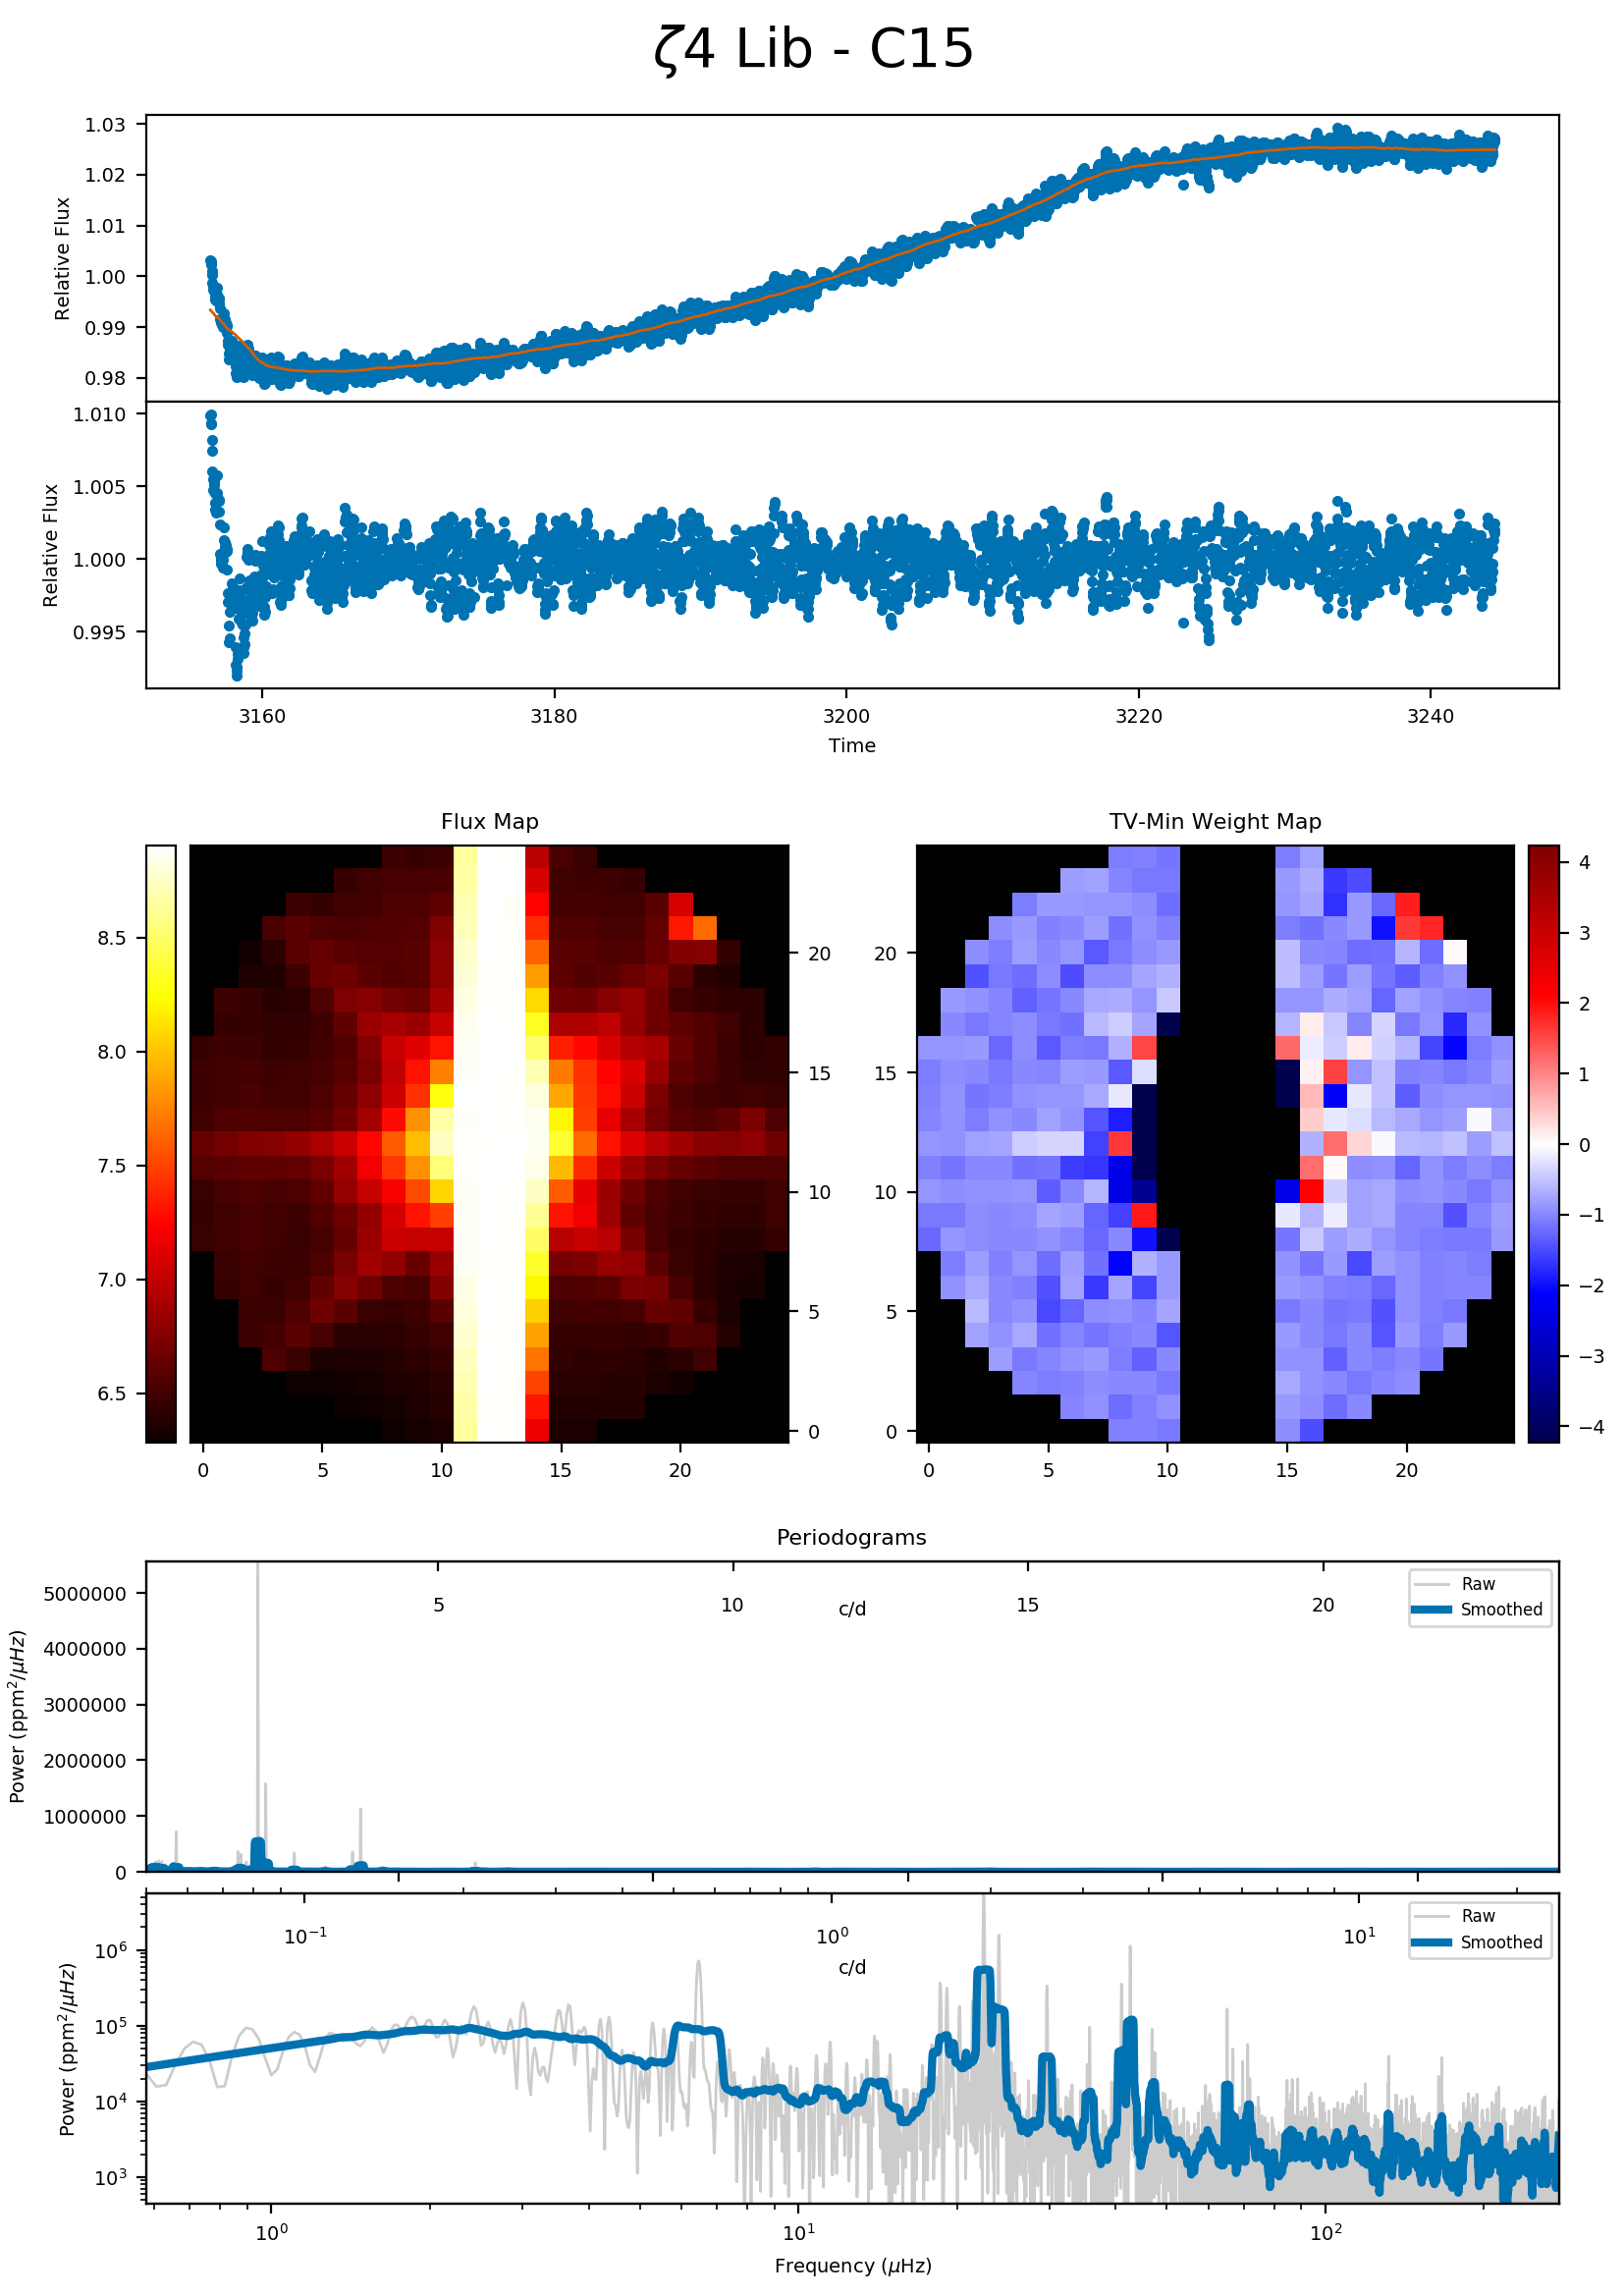 ζ4 Lib - C15
1.03
1.02
1.01
1.00
0.99
0.98
Relative Flux
1.010
1.005
1.000
0.995
Relative Flux
3160 3180 3200 3220 3240
Time
Flux Map
8.5
8.0
7.5
7.0
6.5
20
15
10
5
0
0 5 10 15 20
TV-Min Weight Map
20
15
10
5
0
0 5 10 15 20
4
3
2
1
0
−1
−2
−3
−4
Periodograms
5 10 15 20
c/d
Raw
Smoothed
5000000
4000000
3000000
2000000
1000000
0
Power (ppm²/μHz)
10⁻¹ 10⁰ 10¹
c/d
Raw
Smoothed
10⁶
10⁵
10⁴
10³
Power (ppm²/μHz)
10⁰ 10¹ 10²
Frequency (μHz)